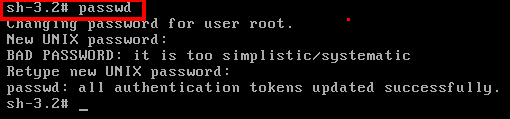 sh-3.2# passwd
Changing password for user root.
New UNIX password:
BAD PASSWORD: it is too simplistic/systematic
Retype new UNIX password:
passwd: all authentication tokens updated successfully.
sh-3.2# _